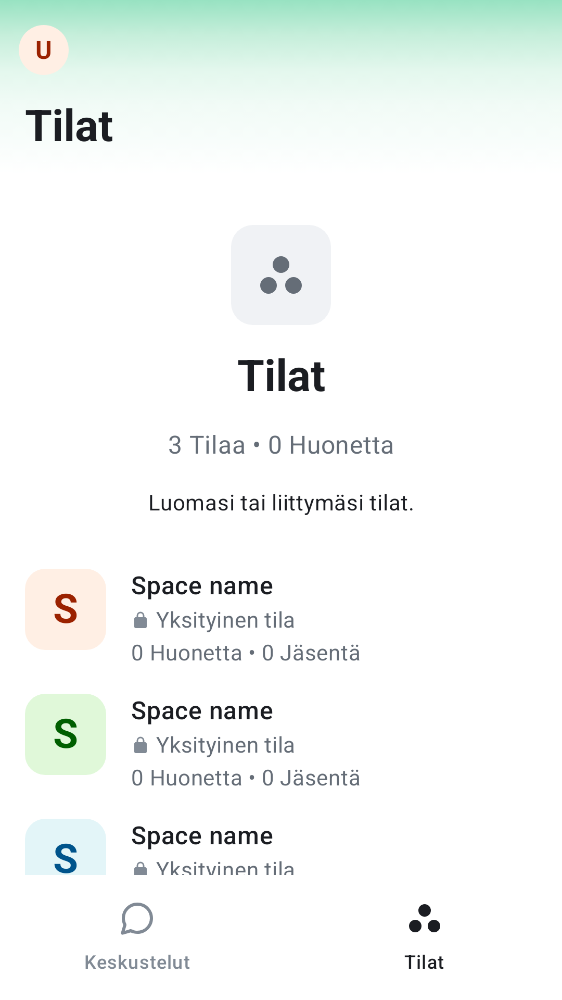 U
Tilat
Tilat
3 Tilaa • 0 Huonetta
Luomasi tai liittymäsi tilat.
S
Space name
Yksityinen tila
0 Huonetta • 0 Jäsentä
S
Space name
Yksityinen tila
0 Huonetta • 0 Jäsentä
S
Space name
Yksityinen tila
Keskustelut
Tilat